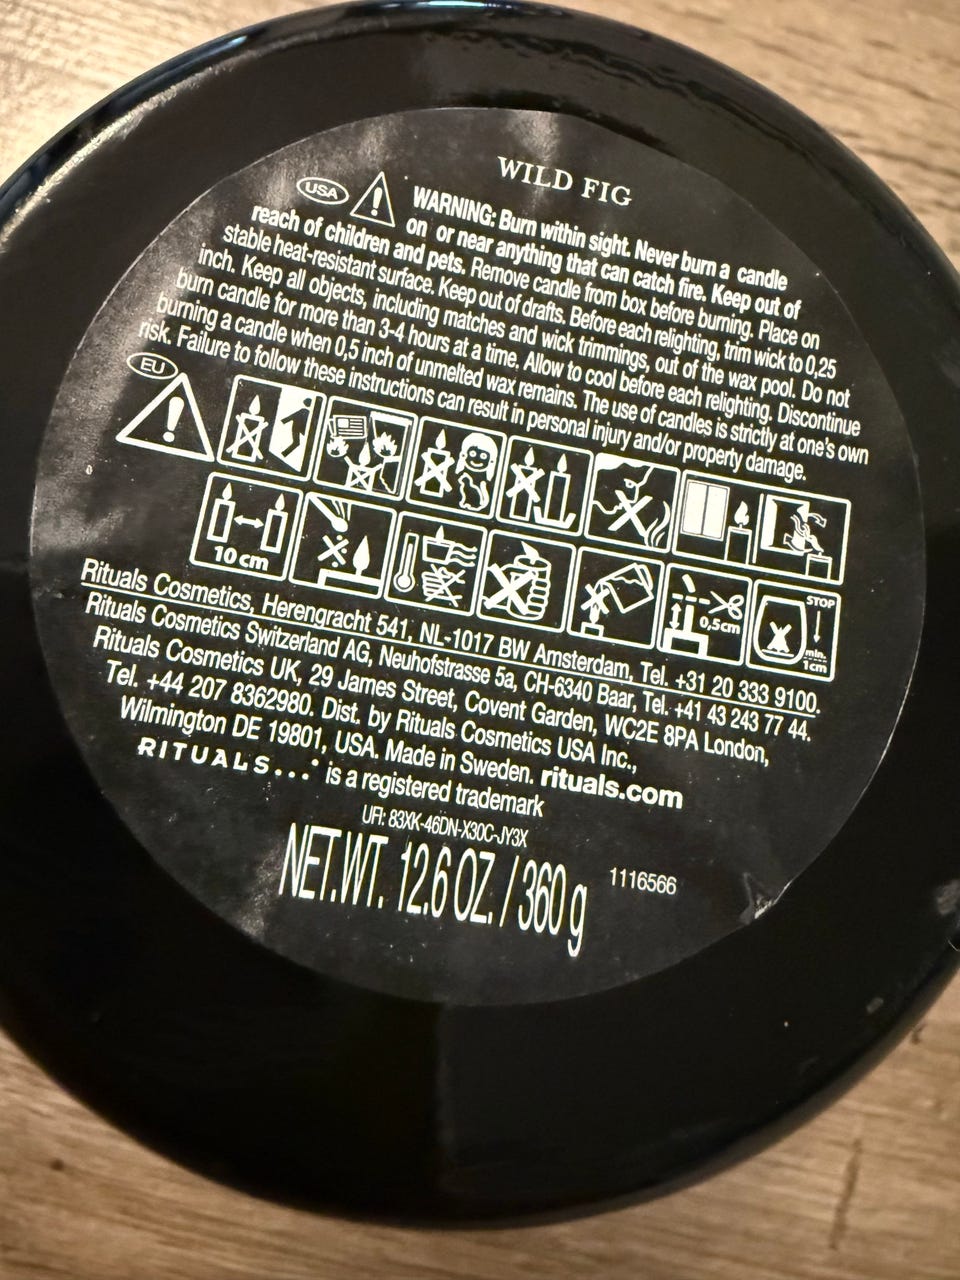 WILD FIG
USA WARNING: Burn within sight. Never burn a candle
on or near anything that can catch fire. Keep out of
reach of children and pets. Remove candle from box before burning. Place on
stable heat-resistant surface. Keep out of drafts. Before each relighting, trim wick to 0,25
inch. Keep all objects, including matches and wick trimmings, out of the wax pool. Do not
burn candle for more than 3-4 hours at a time. Allow to cool before each relighting. Discontinue
burning a candle when 0,5 inch of unmelted wax remains. The use of candles is strictly at one's own
risk. Failure to follow these instructions can result in personal injury and/or property damage.
EU
10 cm
0,5cm
STOP
min.
1cm
Rituals Cosmetics, Herengracht 541, NL-1017 BW Amsterdam, Tel. +31 20 333 9100.
Rituals Cosmetics Switzerland AG, Neuhofstrasse 5a, CH-6340 Baar, Tel. +41 43 243 77 44.
Rituals Cosmetics UK, 29 James Street, Covent Garden, WC2E 8PA London,
Tel. +44 207 8362980. Dist. by Rituals Cosmetics USA Inc.,
Wilmington DE 19801, USA. Made in Sweden. rituals.com
RITUALS...* is a registered trademark
UFI: 83XK-46DN-X30C-JY3X
NET.WT. 12.6 OZ. / 360 g
1116566